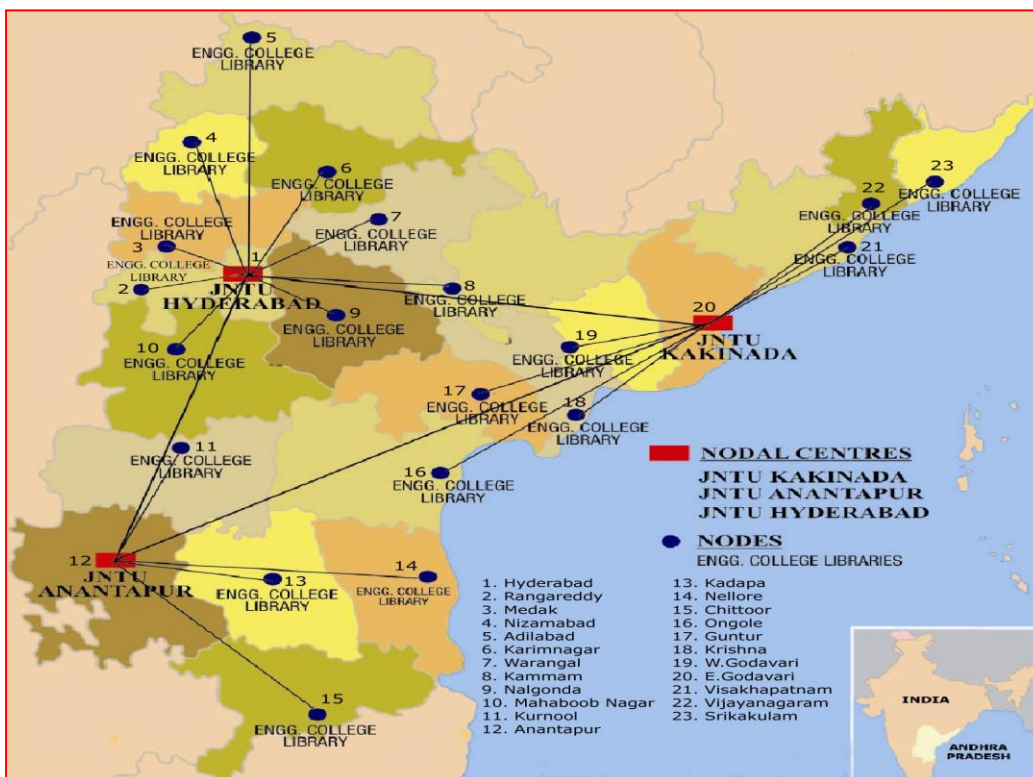 5
ENGG. COLLEGE
LIBRARY
4
ENGG. COLLEGE
LIBRARY
6
ENGG. COLLEGE
LIBRARY
7
ENGG. COLLEGE
LIBRARY
ENGG. COLLEGE
LIBRARY
3
ENGG. COLLEGE
LIBRARY
2
1
JNTU
HYDERABAD
8
ENGG. COLLEGE
LIBRARY
9
ENGG. COLLEGE
LIBRARY
10
ENGG. COLLEGE
LIBRARY
11
ENGG. COLLEGE
LIBRARY
12
JNTU
ANANTAPUR
13
ENGG. COLLEGE
LIBRARY
14
ENGG. COLLEGE
LIBRARY
15
ENGG. COLLEGE
LIBRARY
16
ENGG. COLLEGE
LIBRARY
17
ENGG. COLLEGE
LIBRARY
18
ENGG. COLLEGE
LIBRARY
19
ENGG. COLLEGE
LIBRARY
20
JNTU
KAKINADA
21
ENGG. COLLEGE
LIBRARY
22
ENGG. COLLEGE
LIBRARY
23
ENGG. COLLEGE
LIBRARY
NODAL CENTRES
JNTU KAKINADA
JNTU ANANTAPUR
JNTU HYDERABAD
NODES
ENGG. COLLEGE LIBRARIES
1. Hyderabad
2. Rangareddy
3. Medak
4. Nizamabad
5. Adilabad
6. Karimnagar
7. Warangal
8. Kammam
9. Nalgonda
10. Mahaboob Nagar
11. Kurnool
12. Anantapur
13. Kadapa
14. Nellore
15. Chittoor
16. Ongole
17. Guntur
18. Krishna
19. W.Godavari
20. E.Godavari
21. Visakhapatnam
22. Vijayanagaram
23. Srikakulam
INDIA
ANDHRA
PRADESH